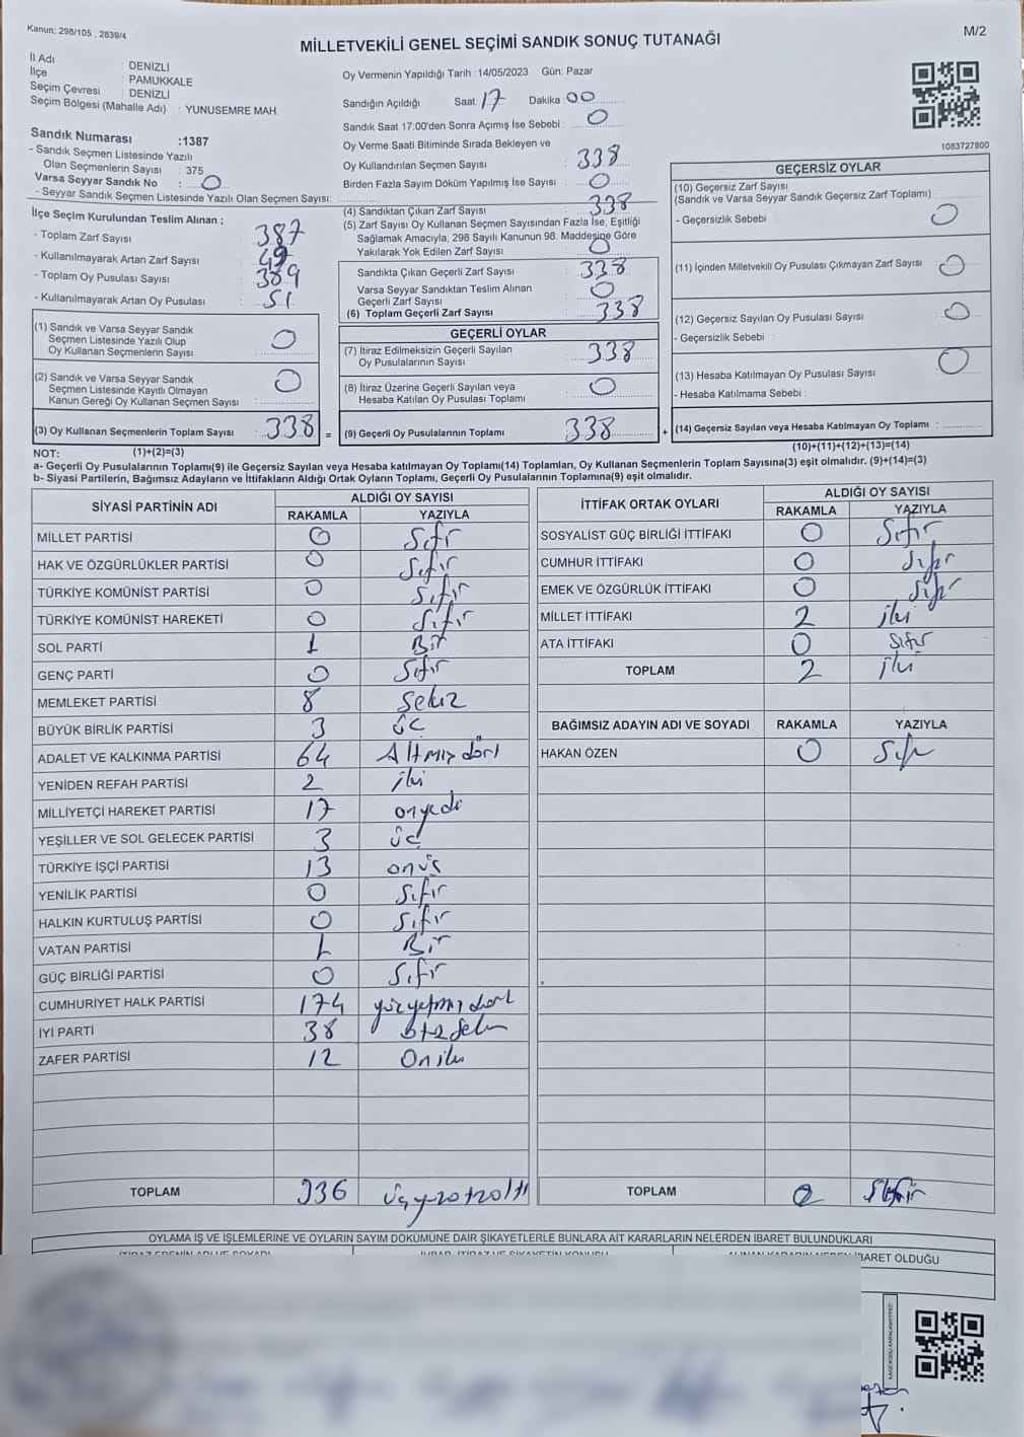 Kanun: 298/105 , 2839/4
MİLLETVEKİLİ GENEL SEÇİMİ SANDIK SONUÇ TUTANAĞI
M/2
İl Adı : DENİZLİ
İlçe : PAMUKKALE
Seçim Çevresi : DENİZLİ
Seçim Bölgesi (Mahalle Adı) : YUNUSEMRE MAH.
Sandık Numarası :1387
- Sandık Seçmen Listesinde Yazılı
Olan Seçmenlerin Sayısı : 375
Varsa Seyyar Sandık No : 0
- Seyyar Sandık Seçmen Listesinde Yazılı Olan Seçmen Sayısı:
İlçe Seçim Kurulundan Teslim Alınan ;
- Toplam Zarf Sayısı 387
- Kullanılmayarak Artan Zarf Sayısı 49
- Toplam Oy Pusulası Sayısı 389
- Kullanılmayarak Artan Oy Pusulası 51
(1) Sandık ve Varsa Seyyar Sandık
Seçmen Listesinde Yazılı Olup
Oy Kullanan Seçmenlerin Sayısı 0
(2) Sandık ve Varsa Seyyar Sandık
Seçmen Listesinde Kayıtlı Olmayan
Kanun Gereği Oy Kullanan Seçmen Sayısı 0
(3) Oy Kullanan Seçmenlerin Toplam Sayısı 338 =
Oy Vermenin Yapıldığı Tarih :14/05/2023 Gün: Pazar
Sandığın Açıldığı Saat: 17 Dakika : 00
Sandık Saat 17:00'den Sonra Açımış İse Sebebi : 0
Oy Verme Saati Bitiminde Sırada Bekleyen ve
Oy Kullandırılan Seçmen Sayısı : 338
Birden Fazla Sayım Döküm Yapılmış İse Sayısı : 0
(4) Sandıktan Çıkan Zarf Sayısı 338
(5) Zarf Sayısı Oy Kullanan Seçmen Sayısından Fazla İse, Eşitliği
Sağlamak Amacıyla, 298 Sayılı Kanunun 98. Maddesine Göre
Yakılarak Yok Edilen Zarf Sayısı 0
Sandıkta Çıkan Geçerli Zarf Sayısı 338
Varsa Seyyar Sandıktan Teslim Alınan
Geçerli Zarf Sayısı 0
(6) Toplam Geçerli Zarf Sayısı 338
GEÇERLİ OYLAR
(7) İtiraz Edilmeksizin Geçerli Sayılan
Oy Pusulalarının Sayısı 338
(8) İtiraz Üzerine Geçerli Sayılan veya
Hesaba Katılan Oy Pusulası Toplamı 0
(9) Geçerli Oy Pusulalarının Toplamı 338 +
1083727800
GEÇERSİZ OYLAR
(10) Geçersiz Zarf Sayısı
(Sandık ve Varsa Seyyar Sandık Geçersiz Zarf Toplamı)
- Geçersizlik Sebebi 0
(11) İçinden Milletvekili Oy Pusulası Çıkmayan Zarf Sayısı 0
(12) Geçersiz Sayılan Oy Pusulası Sayısı 0
- Geçersizlik Sebebi :
(13) Hesaba Katılmayan Oy Pusulası Sayısı 0
- Hesaba Katılmama Sebebi :
(14) Geçersiz Sayılan veya Hesaba Katılmayan Oy Toplamı :
NOT: (1)+(2)=(3) (10)+(11)+(12)+(13)=(14)
a- Geçerli Oy Pusulalarının Toplamı(9) ile Geçersiz Sayılan veya Hesaba katılmayan Oy Toplamı(14) Toplamları, Oy Kullanan Seçmenlerin Toplam Sayısına(3) eşit olmalıdır. (9)+(14)=(3)
b- Siyasi Partilerin, Bağımsız Adayların ve İttifakların Aldığı Ortak Oyların Toplamı, Geçerli Oy Pusulalarının Toplamına(9) eşit olmalıdır.
SİYASİ PARTİNİN ADI ALDIĞI OY SAYISI
RAKAMLA YAZIYLA
MİLLET PARTİSİ 0 Sıfır
HAK VE ÖZGÜRLÜKLER PARTİSİ 0 Sıfır
TÜRKİYE KOMÜNİST PARTİSİ 0 Sıfır
TÜRKİYE KOMÜNİST HAREKETİ 0 Sıfır
SOL PARTİ 1 Bir
GENÇ PARTİ 0 Sıfır
MEMLEKET PARTİSİ 8 Sekiz
BÜYÜK BİRLİK PARTİSİ 3 üç
ADALET VE KALKINMA PARTİSİ 64 Altmış dört
YENİDEN REFAH PARTİSİ 2 iki
MİLLİYETÇİ HAREKET PARTİSİ 17 onyedi
YEŞİLLER VE SOL GELECEK PARTİSİ 3 üç
TÜRKİYE İŞÇİ PARTİSİ 13 onüç
YENİLİK PARTİSİ 0 Sıfır
HALKIN KURTULUŞ PARTİSİ 0 Sıfır
VATAN PARTİSİ 1 Bir
GÜÇ BİRLİĞİ PARTİSİ 0 Sıfır
CUMHURİYET HALK PARTİSİ 174 yüzyetmiş dört
İYİ PARTİ 38 otz sekiz
ZAFER PARTİSİ 12 Oniki
TOPLAM 336 üçyüzotuzaltı
İTTİFAK ORTAK OYLARI ALDIĞI OY SAYISI
RAKAMLA YAZIYLA
SOSYALİST GÜÇ BİRLİĞİ İTTİFAKI 0 Sıfır
CUMHUR İTTİFAKI 0 Sıfır
EMEK VE ÖZGÜRLÜK İTTİFAKI 0 Sıfır
MİLLET İTTİFAKI 2 iki
ATA İTTİFAKI 0 Sıfır
TOPLAM 2 iki
BAĞIMSIZ ADAYIN ADI VE SOYADI RAKAMLA YAZIYLA
HAKAN ÖZEN 0 Sıfır
TOPLAM 0 Sıfır
OYLAMA İŞ VE İŞLEMLERİNE VE OYLARIN SAYIM DÖKÜMÜNE DAİR ŞİKAYETLERLE BUNLARA AİT KARARLARIN NELERDEN İBARET BULUNDUKLARI
İBARET OLDUĞU